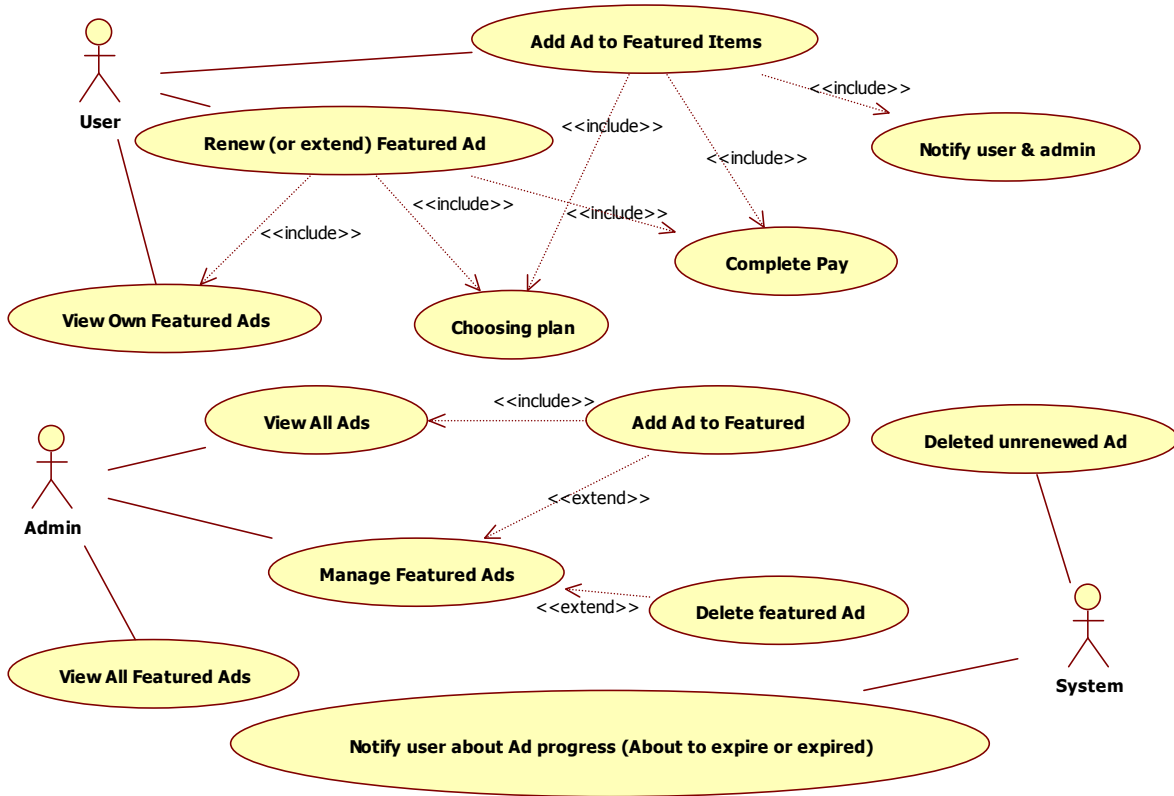 Add Ad to Featured Items
<<include>>
User
<<include>>
Renew (or extend) Featured Ad
Notify user & admin
<<include>>
<<include>>
<<include>>
<<include>>
<<include>>
Complete Pay
View Own Featured Ads
Choosing plan
<<include>>
View All Ads
Add Ad to Featured
Deleted unrenewed Ad
<<extend>>
Admin
Manage Featured Ads
<<extend>>
Delete featured Ad
View All Featured Ads
System
Notify user about Ad progress (About to expire or expired)